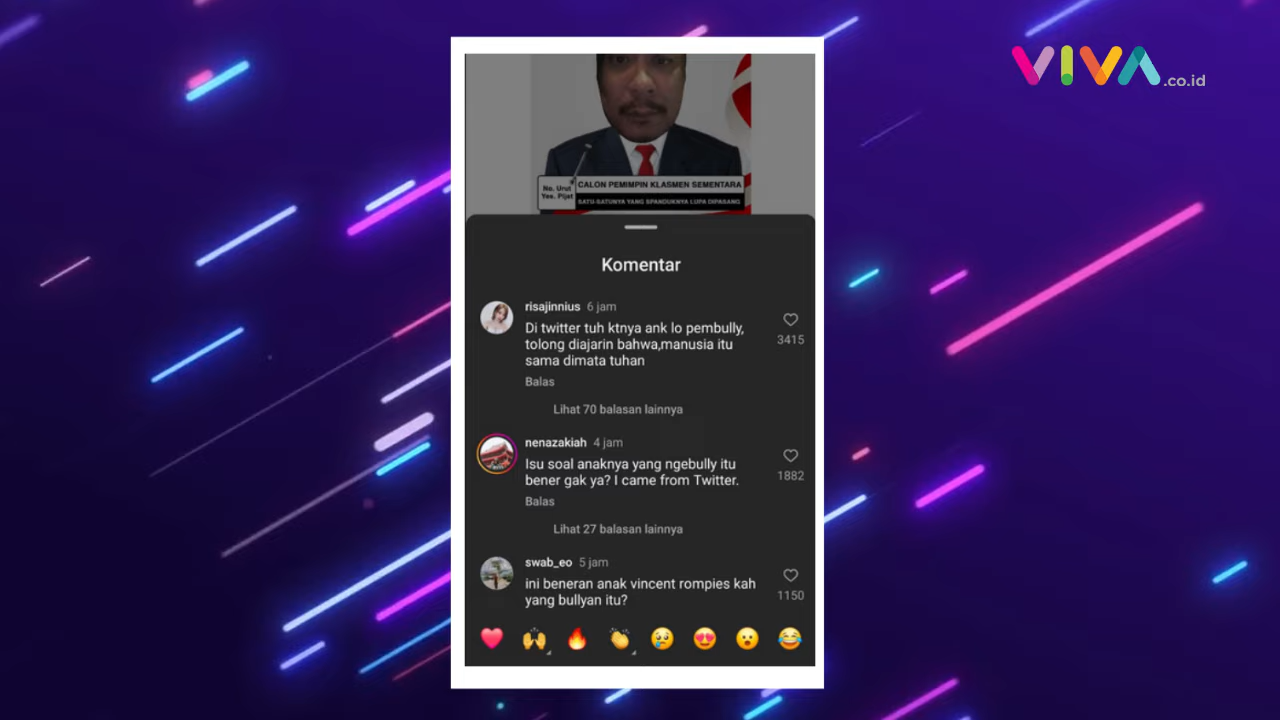 VIVA.co.id
No. Urut
Yee. Pijet
CALON PEMIMPIN KLASMEN SEMENTARA
SATU-SATUNYA YANG SPANDUKNYA LUPA DIPASANG
Komentar
risajinnius 6 jam
Di twitter tuh ktnya ank lo pembully,
tolong diajarin bahwa,manusia itu
sama dimata tuhan
3415
Balas
Lihat 70 balasan lainnya
nenazakiah 4 jam
Isu soal anaknya yang ngebully itu
bener gak ya? I came from Twitter.
1882
Balas
Lihat 27 balasan lainnya
swab_eo 5 jam
ini beneran anak vincent rompies kah
yang bullyan itu?
1150